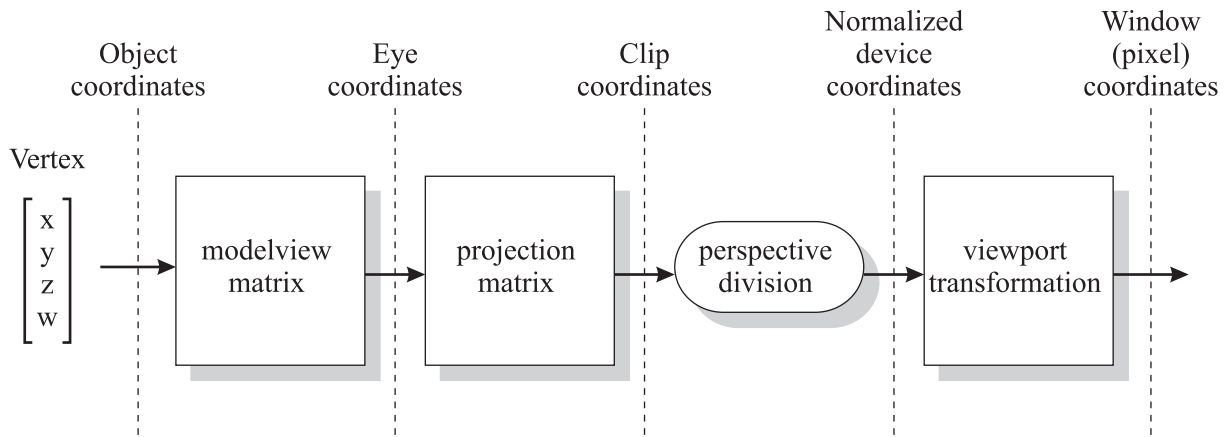 Object
coordinates
Eye
coordinates
Clip
coordinates
Normalized
device
coordinates
Window
(pixel)
coordinates
Vertex
x
y
z
w
modelview
matrix
projection
matrix
perspective
division
viewport
transformation